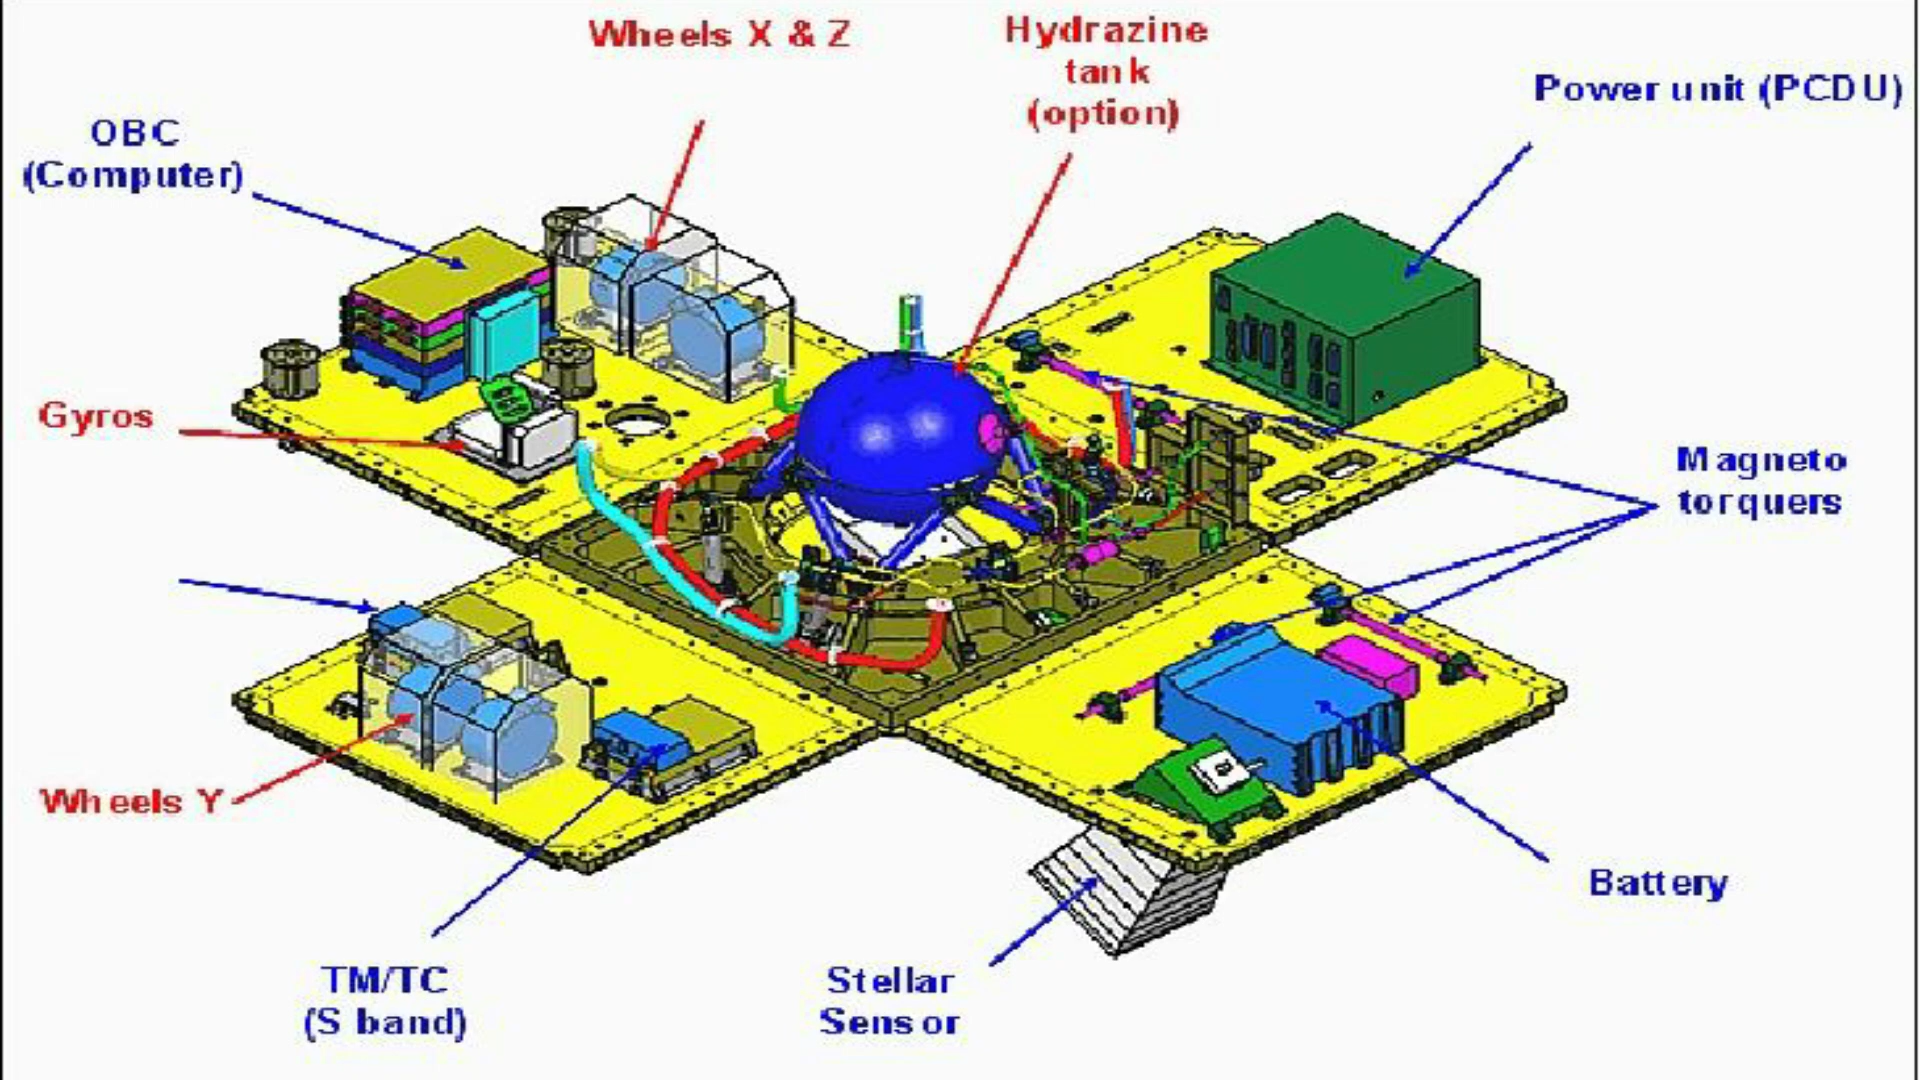 Wheels X & Z
Hydrazine
tank
(option)
Power unit (PCDU)
OBC
(Computer)
Gyros
Magneto
torquers
Wheels Y
Battery
TM/TC
(S band)
Stellar
Sensor